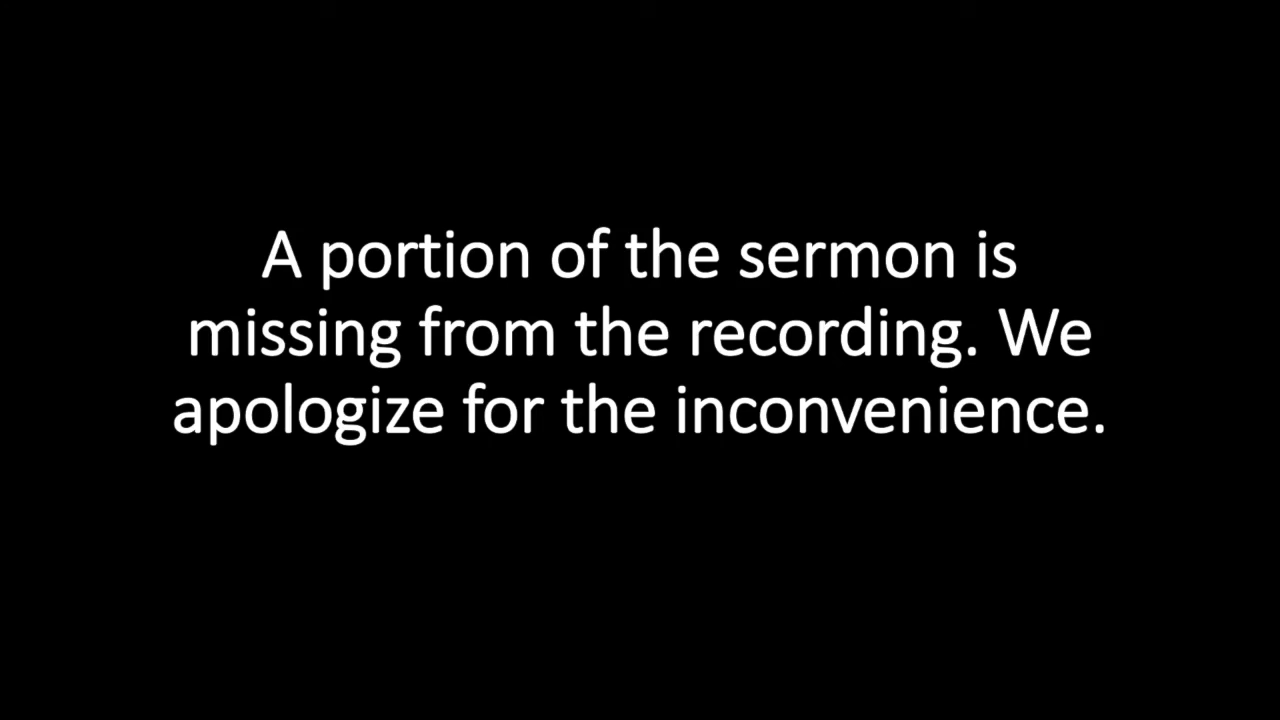 A portion of the sermon is
missing from the recording. We
apologize for the inconvenience.